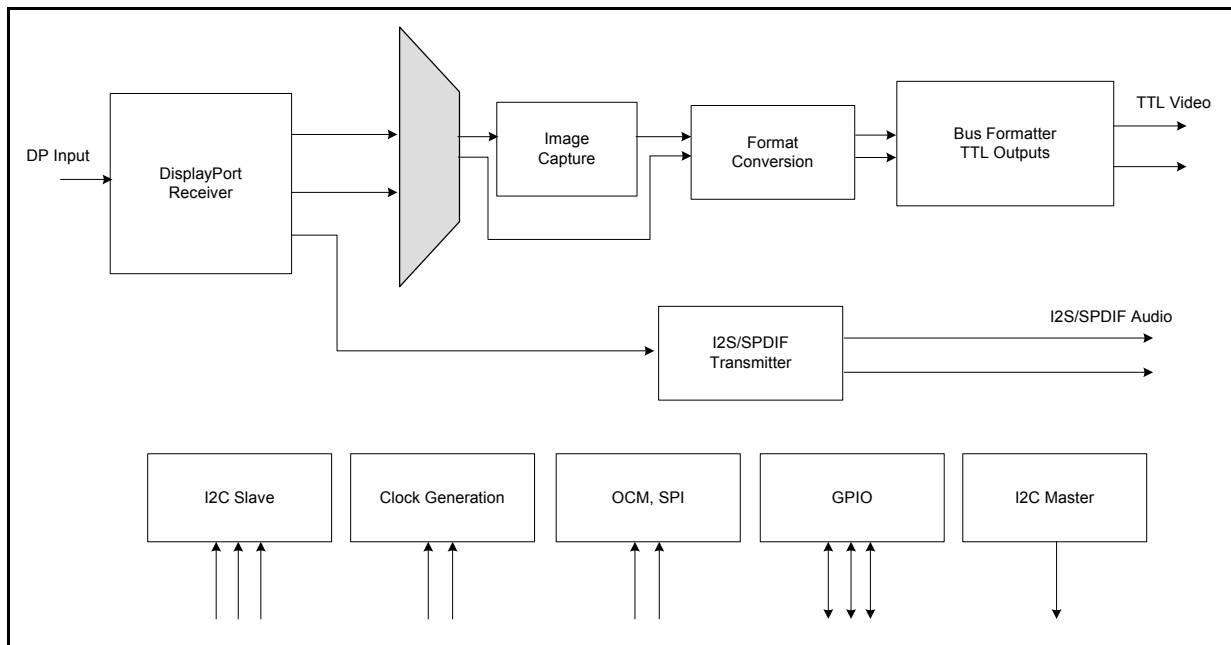 DP Input
DisplayPort
Receiver
Image
Capture
Format
Conversion
Bus Formatter
TTL Outputs
TTL Video
I2S/SPDIF
Transmitter
I2S/SPDIF Audio
I2C Slave
Clock Generation
OCM, SPI
GPIO
I2C Master